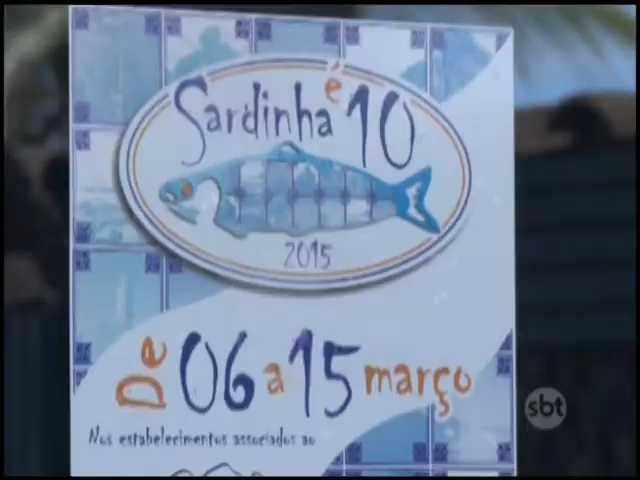 Sardinha é 10
2015
De 06 a 15 março
Nos estabelecimentos associados ao
sbt